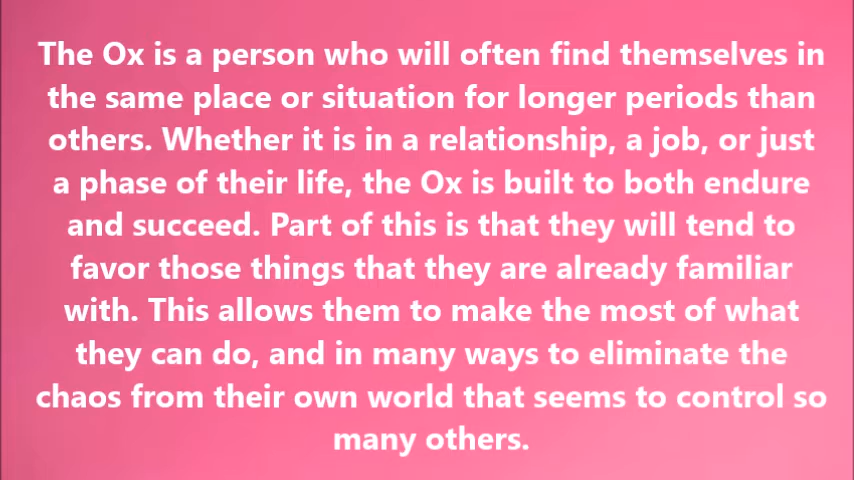 The Ox is a person who will often find themselves in
the same place or situation for longer periods than
others. Whether it is in a relationship, a job, or just
a phase of their life, the Ox is built to both endure
and succeed. Part of this is that they will tend to
favor those things that they are already familiar
with. This allows them to make the most of what
they can do, and in many ways to eliminate the
chaos from their own world that seems to control so
many others.